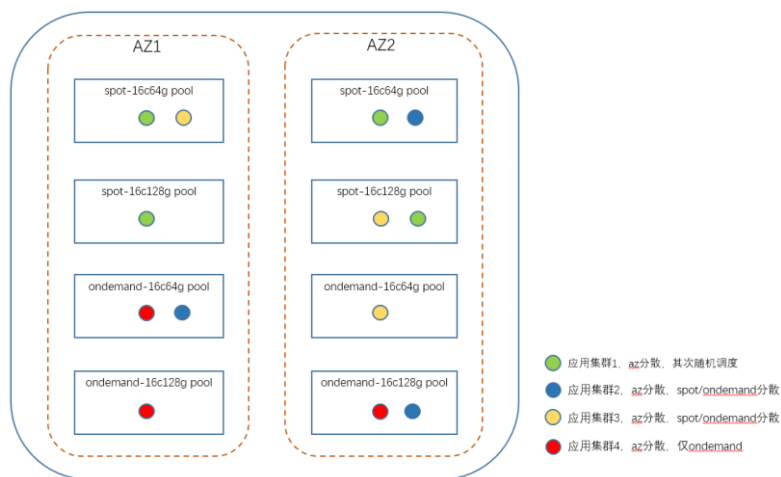 AZ1
AZ2
spot-16c64g pool
spot-16c64g pool
spot-16c128g pool
spot-16c128g pool
ondemand-16c64g pool
ondemand-16c64g pool
ondemand-16c128g pool
ondemand-16c128g pool
应用集群1、az分散、其次随机调度
应用集群2、az分散、spot/ondemand分散
应用集群3、az分散、spot/ondemand分散
应用集群4、az分散、仅ondemand